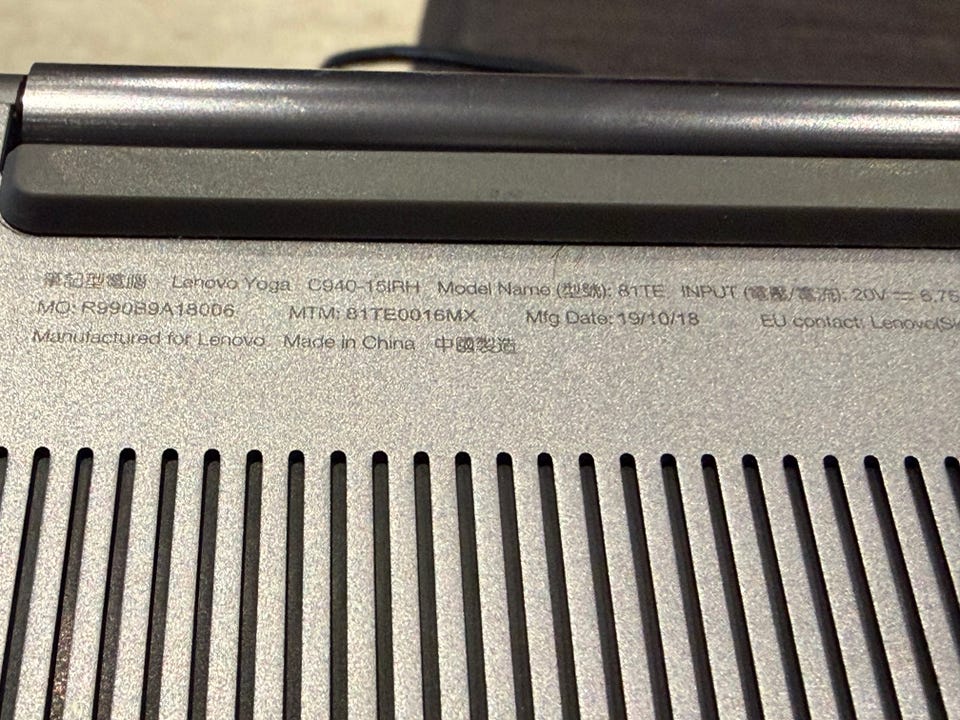 筆記型電腦 Lenovo Yoga C940-15IRH Model Name (型號): 81TE INPUT (電壓/電流): 20V ⎓ 6.75
MO: R990B9A18006 MTM: 81TE0016MX Mfg Date: 19/10/18 EU contact: Lenovo(Sl
Manufactured for Lenovo Made in China 中國製造